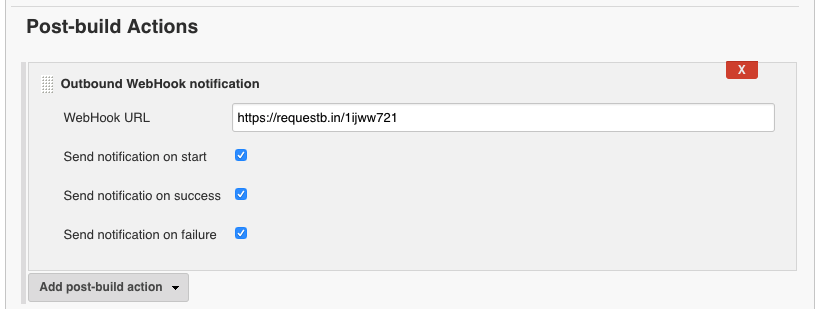 Post-build Actions
X
Outbound WebHook notification
WebHook URL
https://requestb.in/1ijww721
Send notification on start
Send notificatio on success
Send notification on failure
Add post-build action